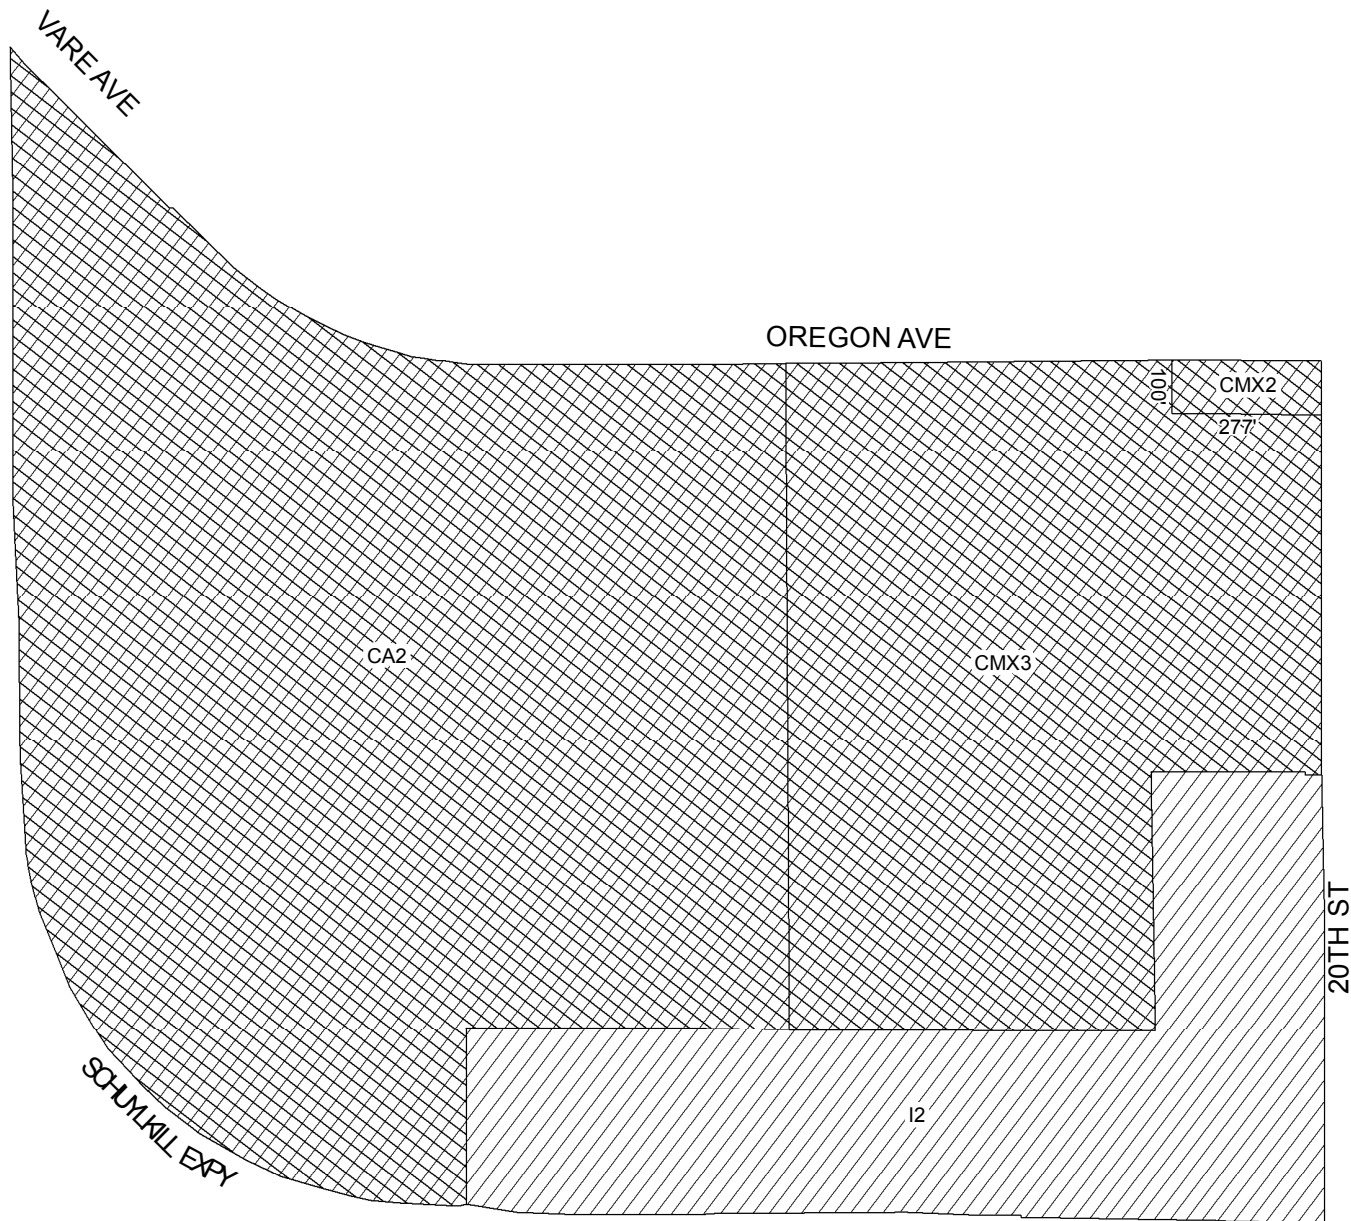 VARE AVE
OREGON AVE
100'
CMX2
277'
CA2
CMX3
20TH ST
SCHUYLKILL EXPY
I2